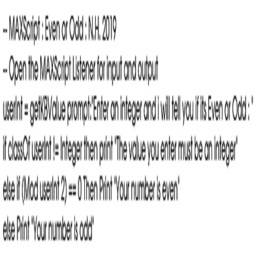 -- MAXScript : Even or Odd : N.H. 2019
-- Open the MAXScript Listener for input and output
userInt = getKBValue prompt:"Enter an integer and i will tell you if its Even or Odd : "
if classOf userInt != Integer then print "The value you enter must be an integer"
else if (Mod userInt 2) == 0 Then Print "Your number is even"
else Print "Your number is odd"